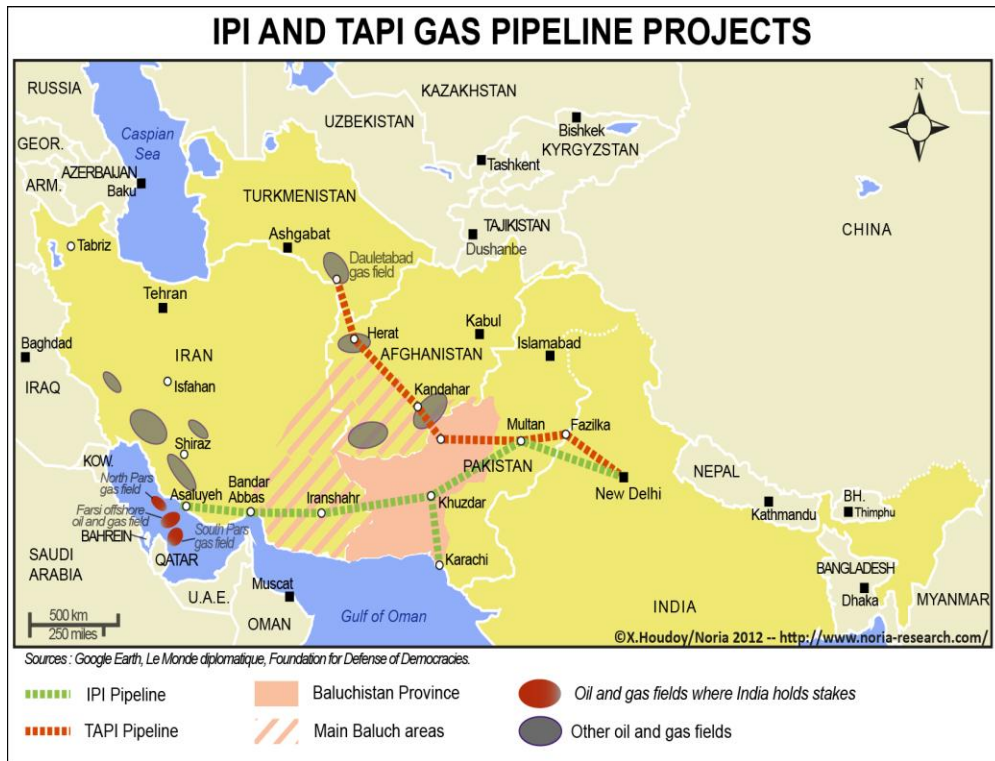 IPI AND TAPI GAS PIPELINE PROJECTS
RUSSIA
KAZAKHSTAN
N
UZBEKISTAN
Bishkek
KYRGYZSTAN
Caspian
Sea
GEOR.
Tashkent
AZERBAIJAN
ARM.
Baku
TURKMENISTAN
TAJIKISTAN
CHINA
Ashgabat
Dushanbe
Tabriz
Dauletabad
gas field
Tehran
Kabul
Herat
Islamabad
Baghdad
IRAN
AFGHANISTAN
IRAQ
Isfahan
Kandahar
Multan
Fazilka
Shiraz
KOW.
PAKISTAN
NEPAL
North Pars
gas field
Bandar
Abbas
Asaluyeh
Iranshahr
Khuzdar
New Delhi
BH.
Farsi offshore
oil and gas field
Kathmandu
Thimphu
BAHREIN
South Pars
gas field
SAUDI
ARABIA
QATAR
Karachi
BANGLADESH
Muscat
U.A.E.
Dhaka
MYANMAR
500 km
250 miles
OMAN
Gulf of Oman
INDIA
©X.Houdoy/Noria 2012 -- http://www.noria-research.com/
Sources : Google Earth, Le Monde diplomatique, Foundation for Defense of Democracies.
IPI Pipeline
Baluchistan Province
Oil and gas fields where India holds stakes
TAPI Pipeline
Main Baluch areas
Other oil and gas fields